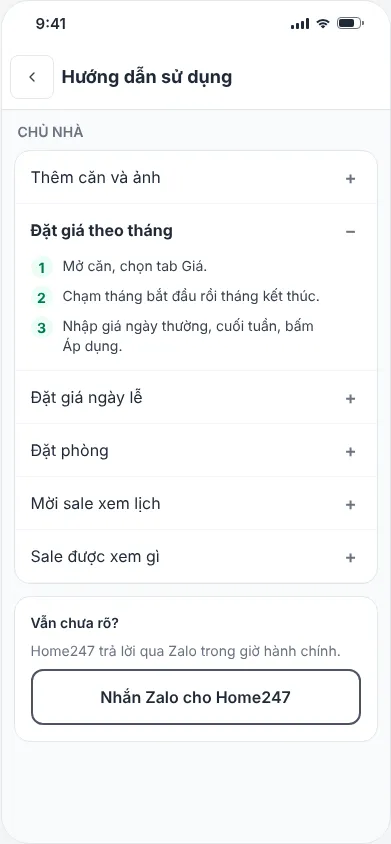 9:41
Hướng dẫn sử dụng
CHỦ NHÀ
Thêm căn và ảnh
Đặt giá theo tháng
1 Mở căn, chọn tab Giá.
2 Chạm tháng bắt đầu rồi tháng kết thúc.
3 Nhập giá ngày thường, cuối tuần, bấm
Áp dụng.
Đặt giá ngày lễ
Đặt phòng
Mời sale xem lịch
Sale được xem gì
Vẫn chưa rõ?
Home247 trả lời qua Zalo trong giờ hành chính.
Nhắn Zalo cho Home247